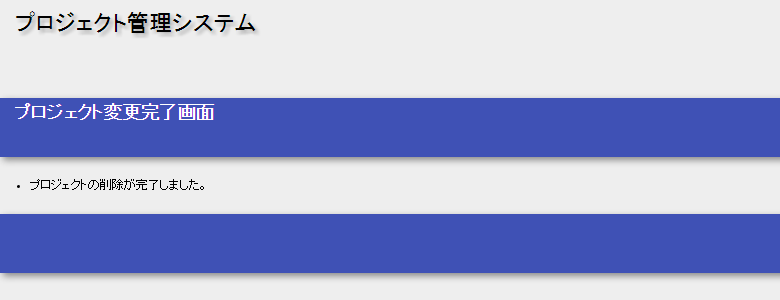 プロジェクト管理システム
プロジェクト変更完了画面
• プロジェクトの削除が完了しました。